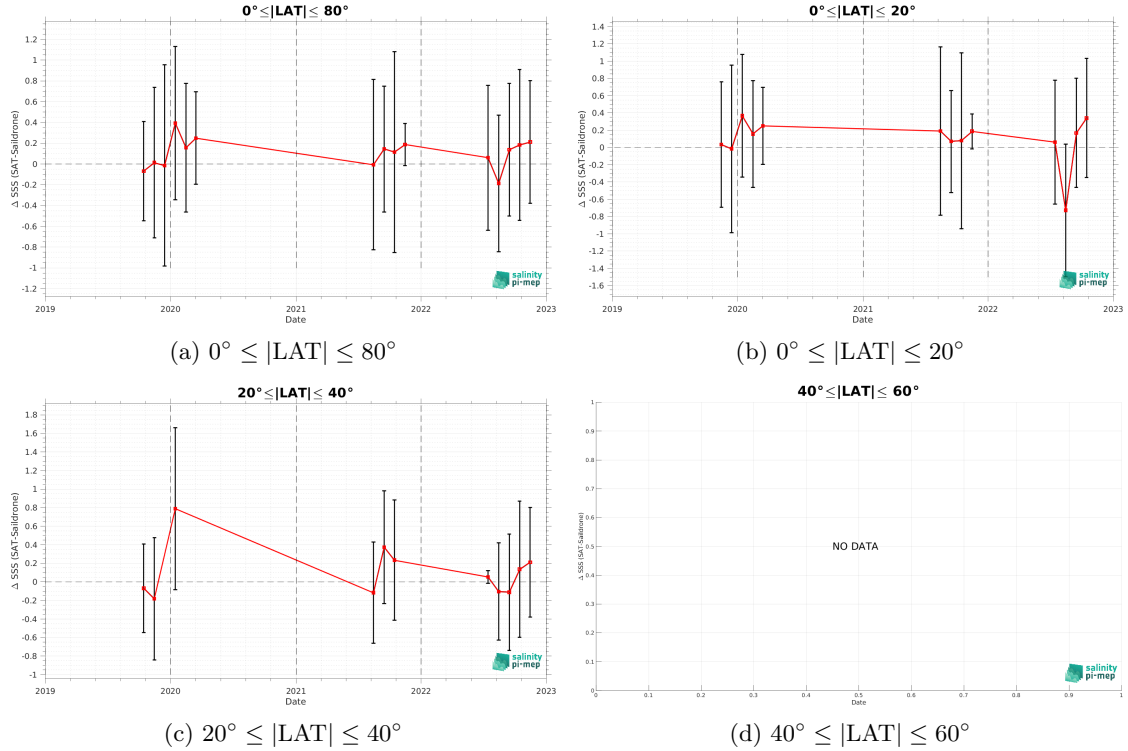 0°≤|LAT|≤ 80°
Δ SSS (SAT-Saildrone)
1.2
1
0.8
0.6
0.4
0.2
0
-0.2
-0.4
-0.6
-0.8
-1
-1.2
salinity
pi-mep
2019 2020 2021 2022 2023
Date
(a) 0° ≤ |LAT| ≤ 80°
0°≤|LAT|≤ 20°
Δ SSS (SAT-Saildrone)
1.4
1.2
1
0.8
0.6
0.4
0.2
0
-0.2
-0.4
-0.6
-0.8
-1
-1.2
-1.4
-1.6
salinity
pi-mep
2019 2020 2021 2022 2023
Date
(b) 0° ≤ |LAT| ≤ 20°
20°≤|LAT|≤ 40°
Δ SSS (SAT-Saildrone)
1.8
1.6
1.4
1.2
1
0.8
0.6
0.4
0.2
0
-0.2
-0.4
-0.6
-0.8
-1
salinity
pi-mep
2019 2020 2021 2022 2023
Date
(c) 20° ≤ |LAT| ≤ 40°
40°≤|LAT|≤ 60°
Δ SSS (SAT-Saildrone)
1
0.9
0.8
0.7
0.6
0.5
0.4
0.3
0.2
0.1
0
NO DATA
salinity
pi-mep
0 0.1 0.2 0.3 0.4 0.5 0.6 0.7 0.8 0.9 1
Date
(d) 40° ≤ |LAT| ≤ 60°